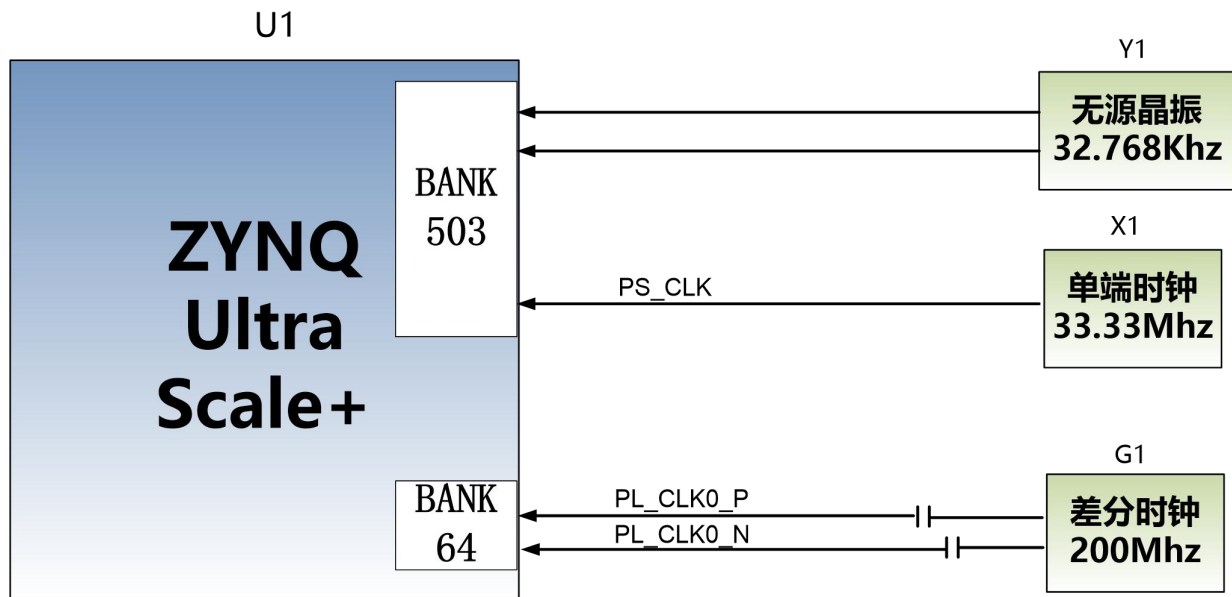 U1
Y1
无源晶振
32.768Khz
BANK
503
X1
ZYNQ
Ultra
Scale+
PS_CLK
单端时钟
33.33Mhz
G1
BANK
64
PL_CLK0_P
PL_CLK0_N
差分时钟
200Mhz